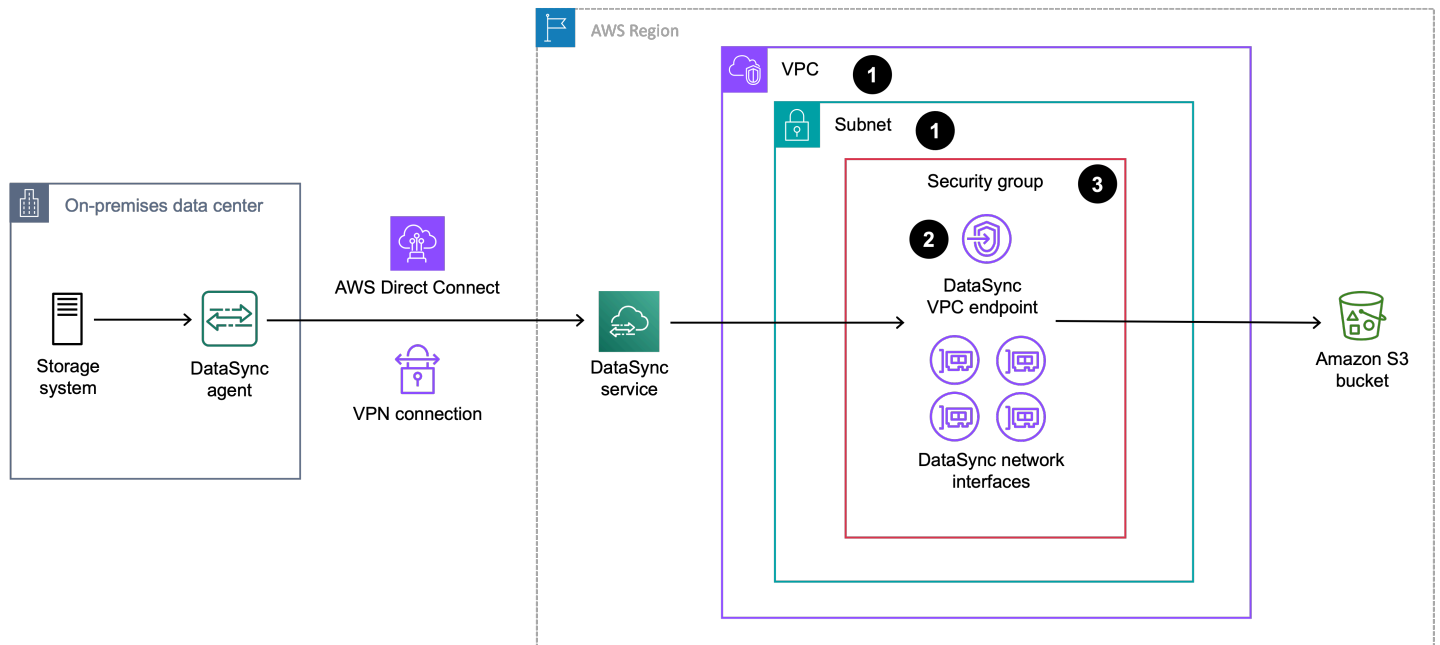 AWS Region
VPC
1
Subnet
1
Security group
3
On-premises data center
2
AWS Direct Connect
DataSync
VPC endpoint
Storage
system
DataSync
agent
DataSync
service
Amazon S3
bucket
VPN connection
DataSync network
interfaces